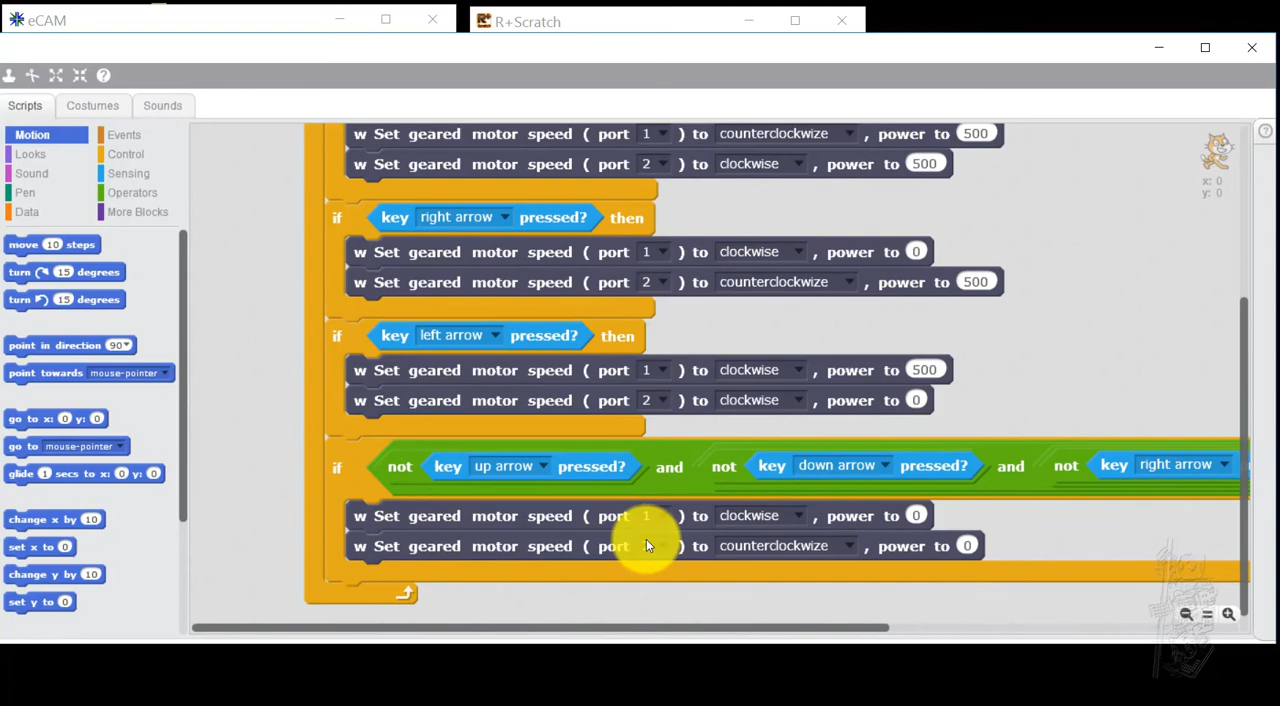 eCAM
R+Scratch
Scripts Costumes Sounds
Motion Events
Looks Control
Sound Sensing
Pen Operators
Data More Blocks
move 10 steps
turn 15 degrees
turn 15 degrees
point in direction 90
point towards mouse-pointer
go to x: 0 y: 0
go to mouse-pointer
glide 1 secs to x: 0 y: 0
change x by 10
set x to 0
change y by 10
set y to 0
w Set geared motor speed ( port 1 ) to counterclockwize , power to 500
w Set geared motor speed ( port 2 ) to clockwise , power to 500
if key right arrow pressed? then
w Set geared motor speed ( port 1 ) to clockwise , power to 0
w Set geared motor speed ( port 2 ) to counterclockwize , power to 500
if key left arrow pressed? then
w Set geared motor speed ( port 1 ) to clockwise , power to 500
w Set geared motor speed ( port 2 ) to clockwise , power to 0
if not key up arrow pressed? and not key down arrow pressed? and not key right arrow
w Set geared motor speed ( port 1 ) to clockwise , power to 0
w Set geared motor speed ( port ) to counterclockwize , power to 0
x: 0
y: 0